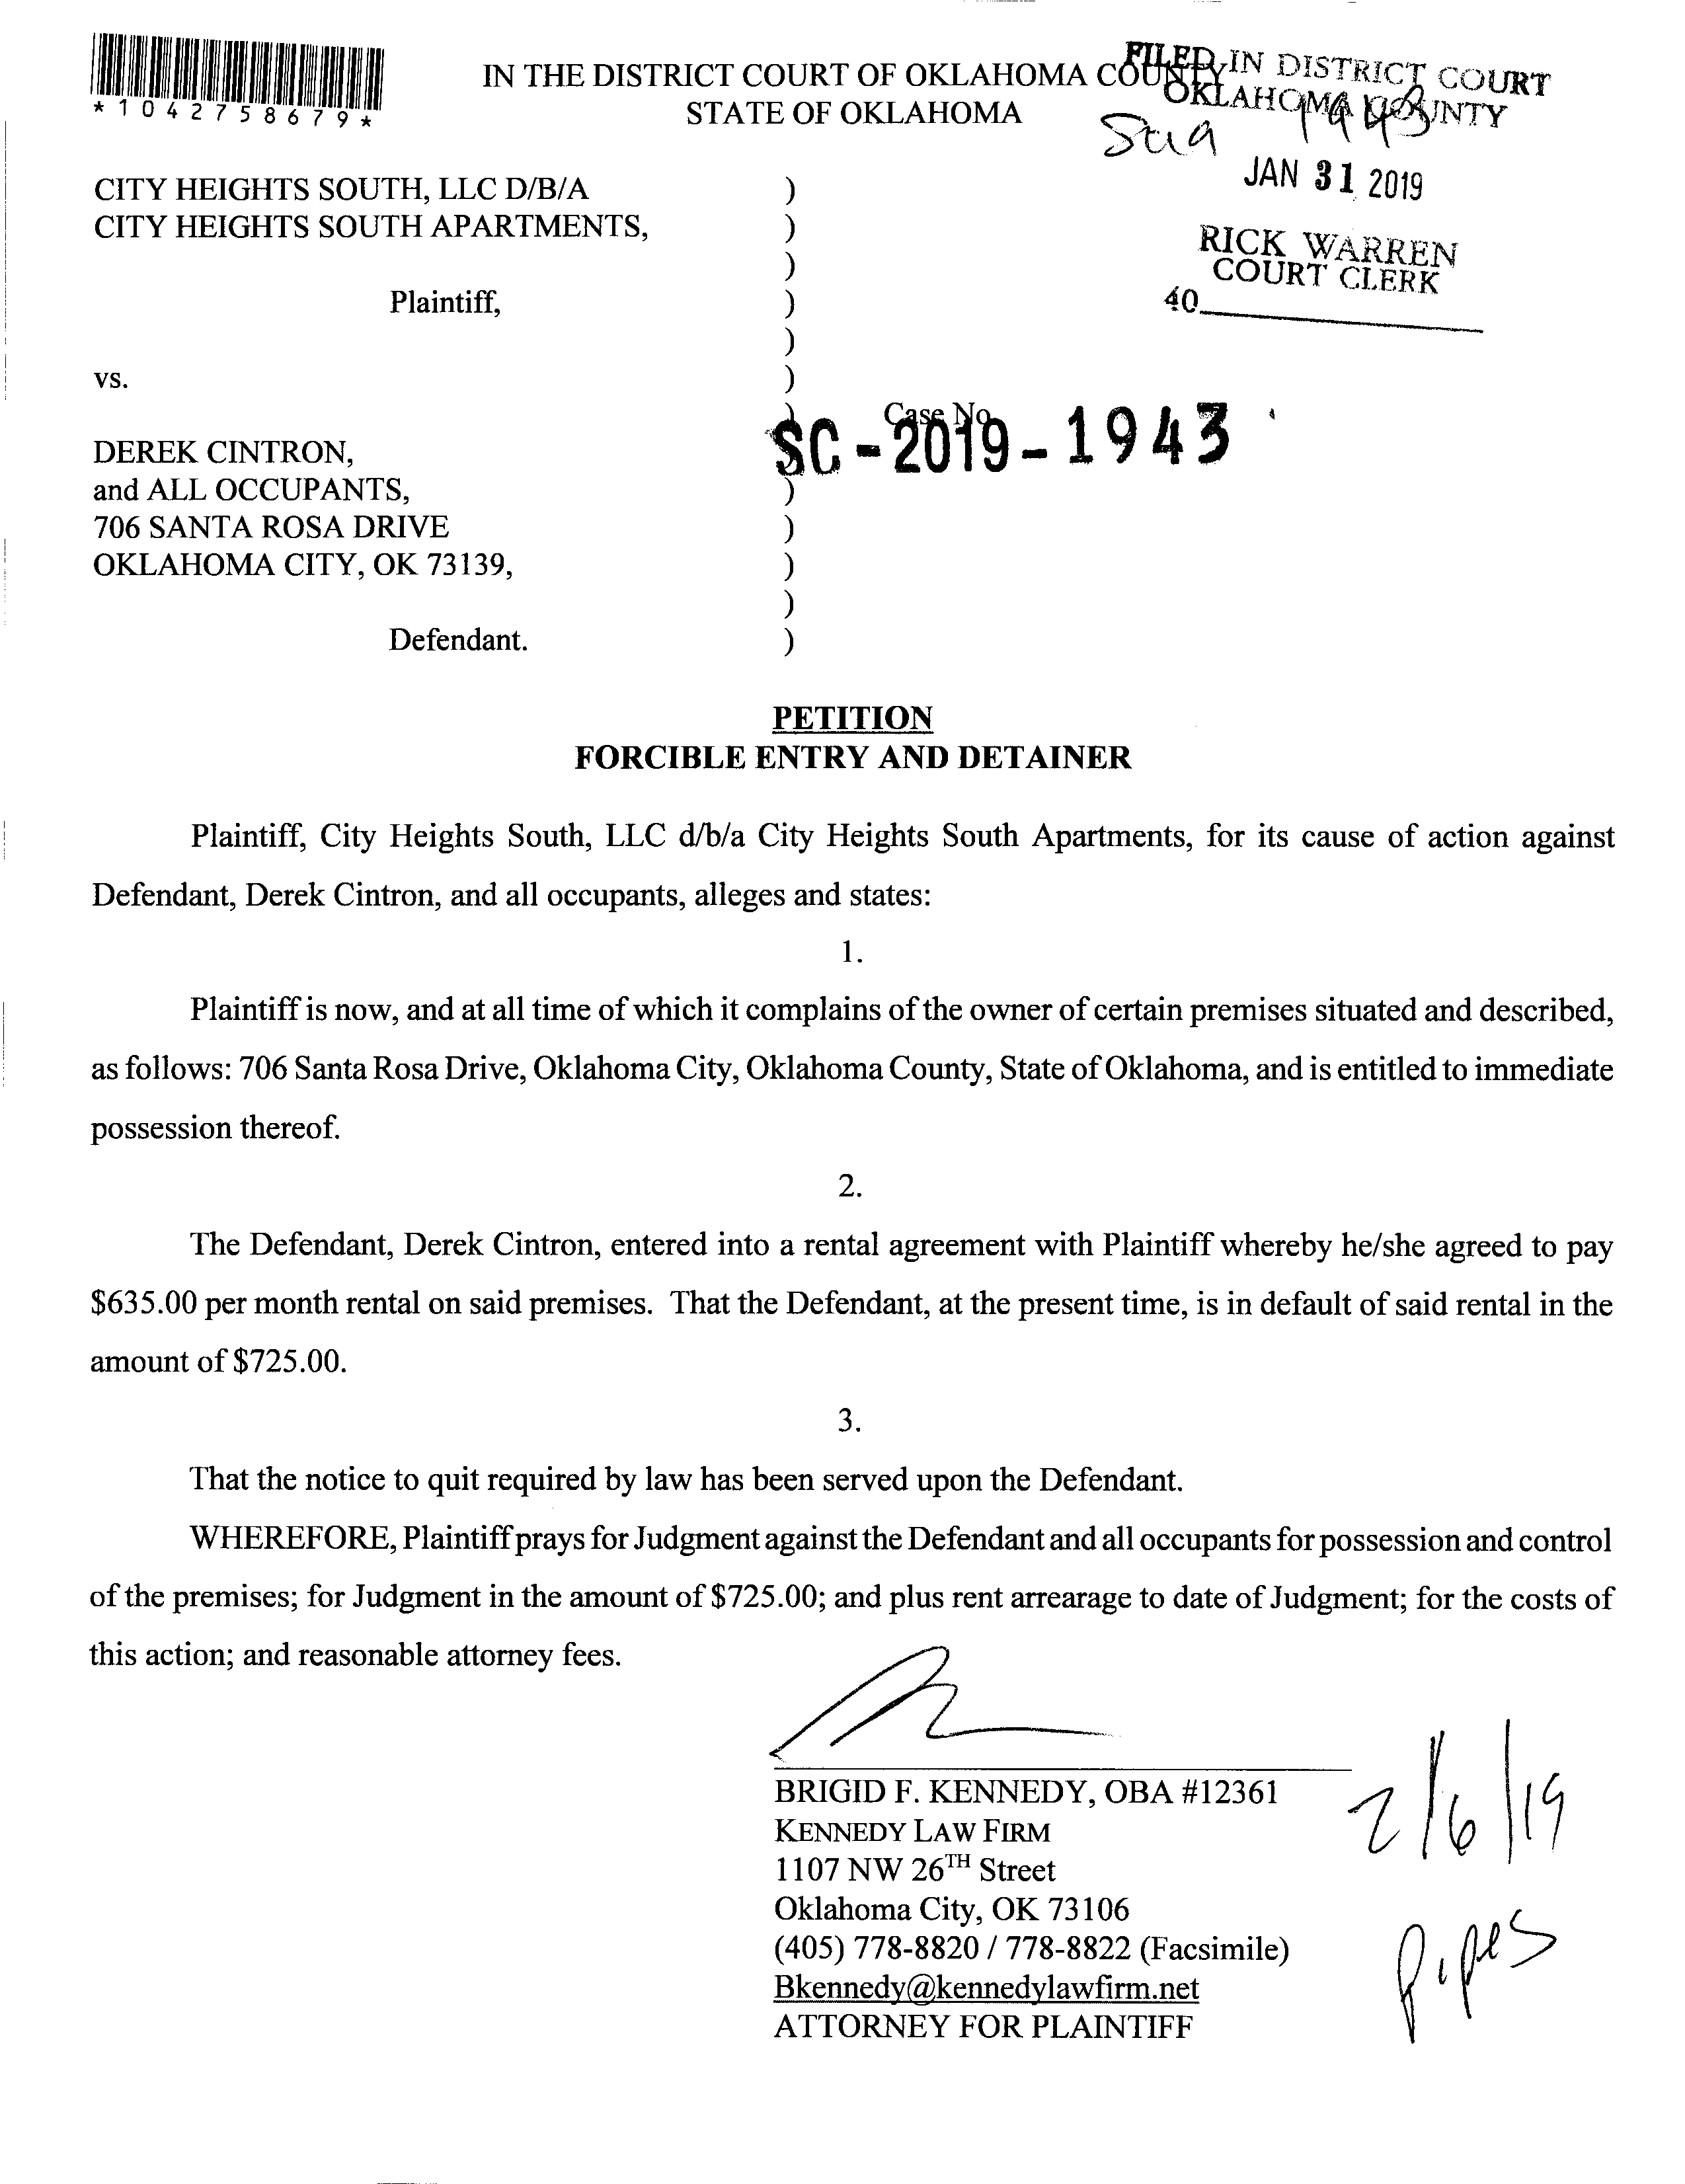 *1042758679*
IN THE DISTRICT COURT OF OKLAHOMA COUNTY
STATE OF OKLAHOMA
FILED IN DISTRICT COURT
OKLAHOMA COUNTY
JAN 31 2019
RICK WARREN
COURT CLERK
40
CITY HEIGHTS SOUTH, LLC D/B/A )
CITY HEIGHTS SOUTH APARTMENTS, )
)
Plaintiff, )
)
vs. )
) Case No.
SC-2019-1943
DEREK CINTRON,
and ALL OCCUPANTS, )
706 SANTA ROSA DRIVE )
OKLAHOMA CITY, OK 73139, )
)
Defendant. )
PETITION
FORCIBLE ENTRY AND DETAINER
Plaintiff, City Heights South, LLC d/b/a City Heights South Apartments, for its cause of action against
Defendant, Derek Cintron, and all occupants, alleges and states:
1.
Plaintiff is now, and at all time of which it complains of the owner of certain premises situated and described,
as follows: 706 Santa Rosa Drive, Oklahoma City, Oklahoma County, State of Oklahoma, and is entitled to immediate
possession thereof.
2.
The Defendant, Derek Cintron, entered into a rental agreement with Plaintiff whereby he/she agreed to pay
$635.00 per month rental on said premises. That the Defendant, at the present time, is in default of said rental in the
amount of $725.00.
3.
That the notice to quit required by law has been served upon the Defendant.
WHEREFORE, Plaintiff prays for Judgment against the Defendant and all occupants for possession and control
of the premises; for Judgment in the amount of $725.00; and plus rent arrearage to date of Judgment; for the costs of
this action; and reasonable attorney fees.
BRIGID F. KENNEDY, OBA #12361
KENNEDY LAW FIRM
1107 NW 26TH Street
Oklahoma City, OK 73106
(405) 778-8820 / 778-8822 (Facsimile)
Bkennedy@kennedylawfirm.net
ATTORNEY FOR PLAINTIFF
2/6/19
Pipes